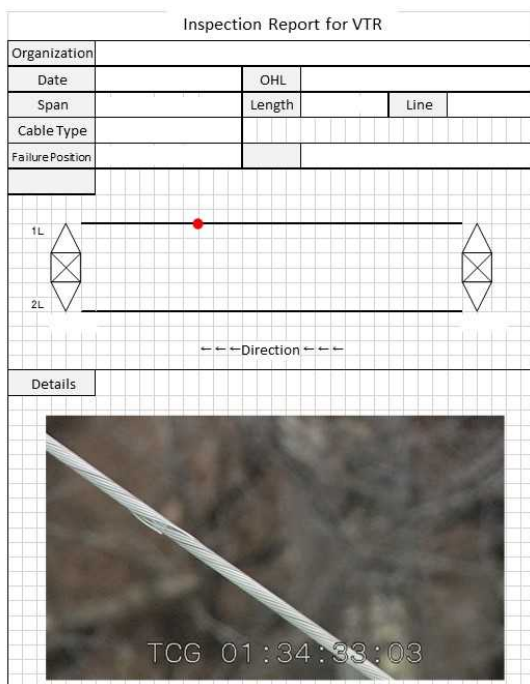 Inspection Report for VTR
Organization
Date OHL
Span Length Line
Cable Type
Failure Position
1L
2L
←←←Direction←←←
Details
TCG 01:34:33:03